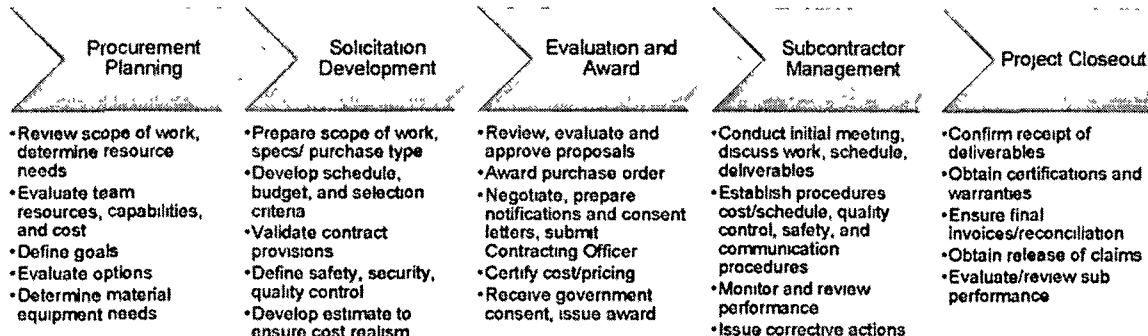 Procurement
Planning
•Review scope of work,
determine resource
needs
•Evaluate team
resources, capabilities,
and cost
•Define goals
•Evaluate options
•Determine material
equipment needs
Solicitation
Development
•Prepare scope of work,
specs/ purchase type
•Develop schedule,
budget, and selection
criteria
•Validate contract
provisions
•Define safety, security,
quality control
•Develop estimate to
ensure cost realism
Evaluation and
Award
•Review, evaluate and
approve proposals
•Award purchase order
•Negotiate, prepare
notifications and consent
letters, submit
Contracting Officer
•Certify cost/pricing
•Receive government
consent, issue award
Subcontractor
Management
•Conduct initial meeting,
discuss work, schedule,
deliverables
•Establish procedures
cost/schedule, quality
control, safety, and
communication
procedures
•Monitor and review
performance
•Issue corrective actions
Project Closeout
•Confirm receipt of
deliverables
•Obtain certifications and
warranties
•Ensure final
invoices/reconciliation
•Obtain release of claims
•Evaluate/review sub
performance